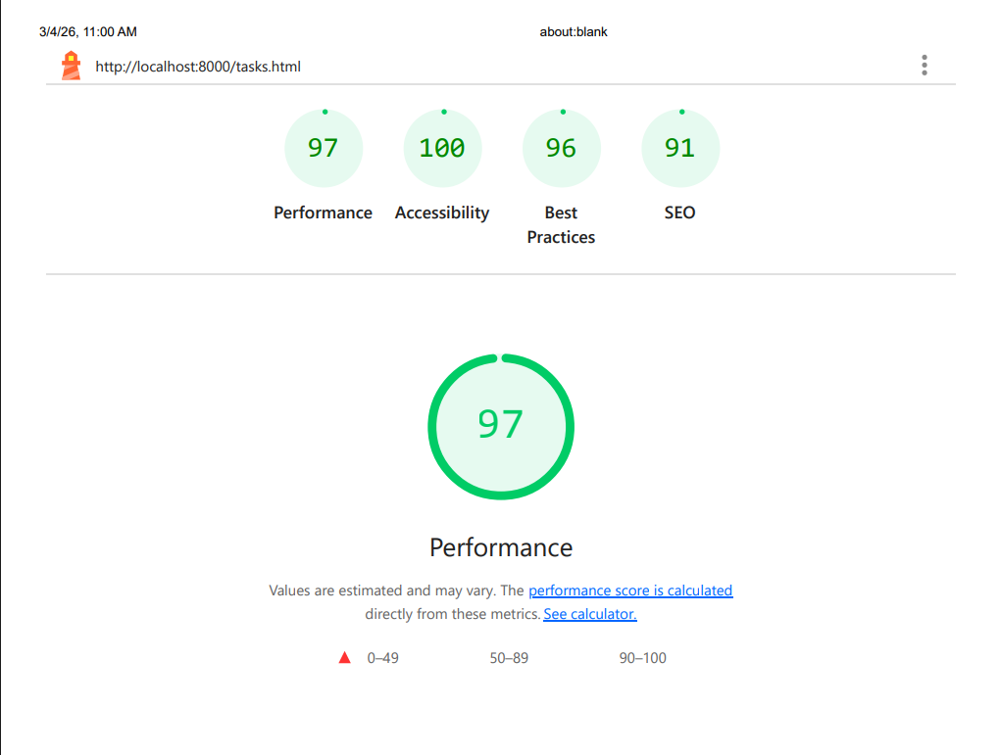 3/4/26, 11:00 AM about:blank
http://localhost:8000/tasks.html
97 100 96 91
Performance Accessibility Best Practices SEO
97
Performance
Values are estimated and may vary. The performance score is calculated
directly from these metrics. See calculator.
0–49 50–89 90–100